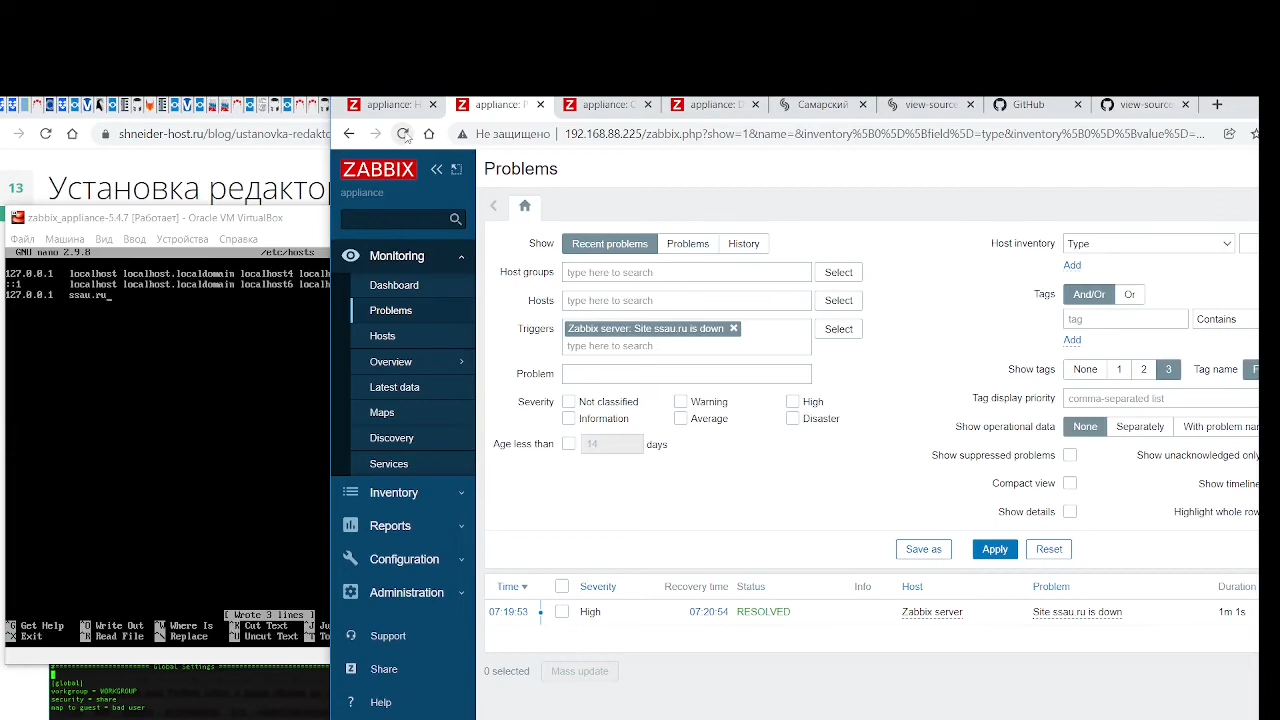 appliance: H
appliance: P
appliance: C
appliance: D
Самарский
view-source
GitHub
view-source
shneider-host.ru/blog/ustanovka-redakto
Не защищено
192.168.88.225/zabbix.php?show=1&name=&inventory%5B0%5D%5Bfield%5D=type&inventory%5B0%5D%5Bvalue%5D=...
13
Установка редактор
zabbix_appliance-5.4.7 [Работает] - Oracle VM VirtualBox
Файл Машина Вид Ввод Устройства Справка
GNU nano 2.9.8 /etc/hosts
127.0.0.1 localhost localhost.localdomain localhost4 localh
::1 localhost localhost.localdomain localhost6 localh
127.0.0.1 ssau.ru_
[ Wrote 3 lines ]
^G Get Help ^O Write Out ^W Where Is ^K Cut Text ^J Ju
^X Exit ^R Read File ^\ Replace ^U Uncut Text ^T To
Global Settings
[global]
workgroup = WORKGROUP
security = share
map to guest = bad user
ZABBIX
appliance
Monitoring
Dashboard
Problems
Hosts
Overview
Latest data
Maps
Discovery
Services
Inventory
Reports
Configuration
Administration
Support
Share
Help
Problems
Show Recent problems Problems History
Host groups type here to search Select
Hosts type here to search Select
Triggers Zabbix server: Site ssau.ru is down Select
type here to search
Problem
Severity Not classified Warning High
Information Average Disaster
Age less than 14 days
Host inventory Type
Add
Tags And/Or Or
tag Contains
Add
Show tags None 1 2 3 Tag name F
Tag display priority comma-separated list
Show operational data None Separately With problem nam
Show suppressed problems Show unacknowledged only
Compact view Show timeline
Show details Highlight whole row
Save as Apply Reset
Time Severity Recovery time Status Info Host Problem Duration
07:19:53 High 07:20:54 RESOLVED Zabbix server Site ssau.ru is down 1m 1s
0 selected Mass update